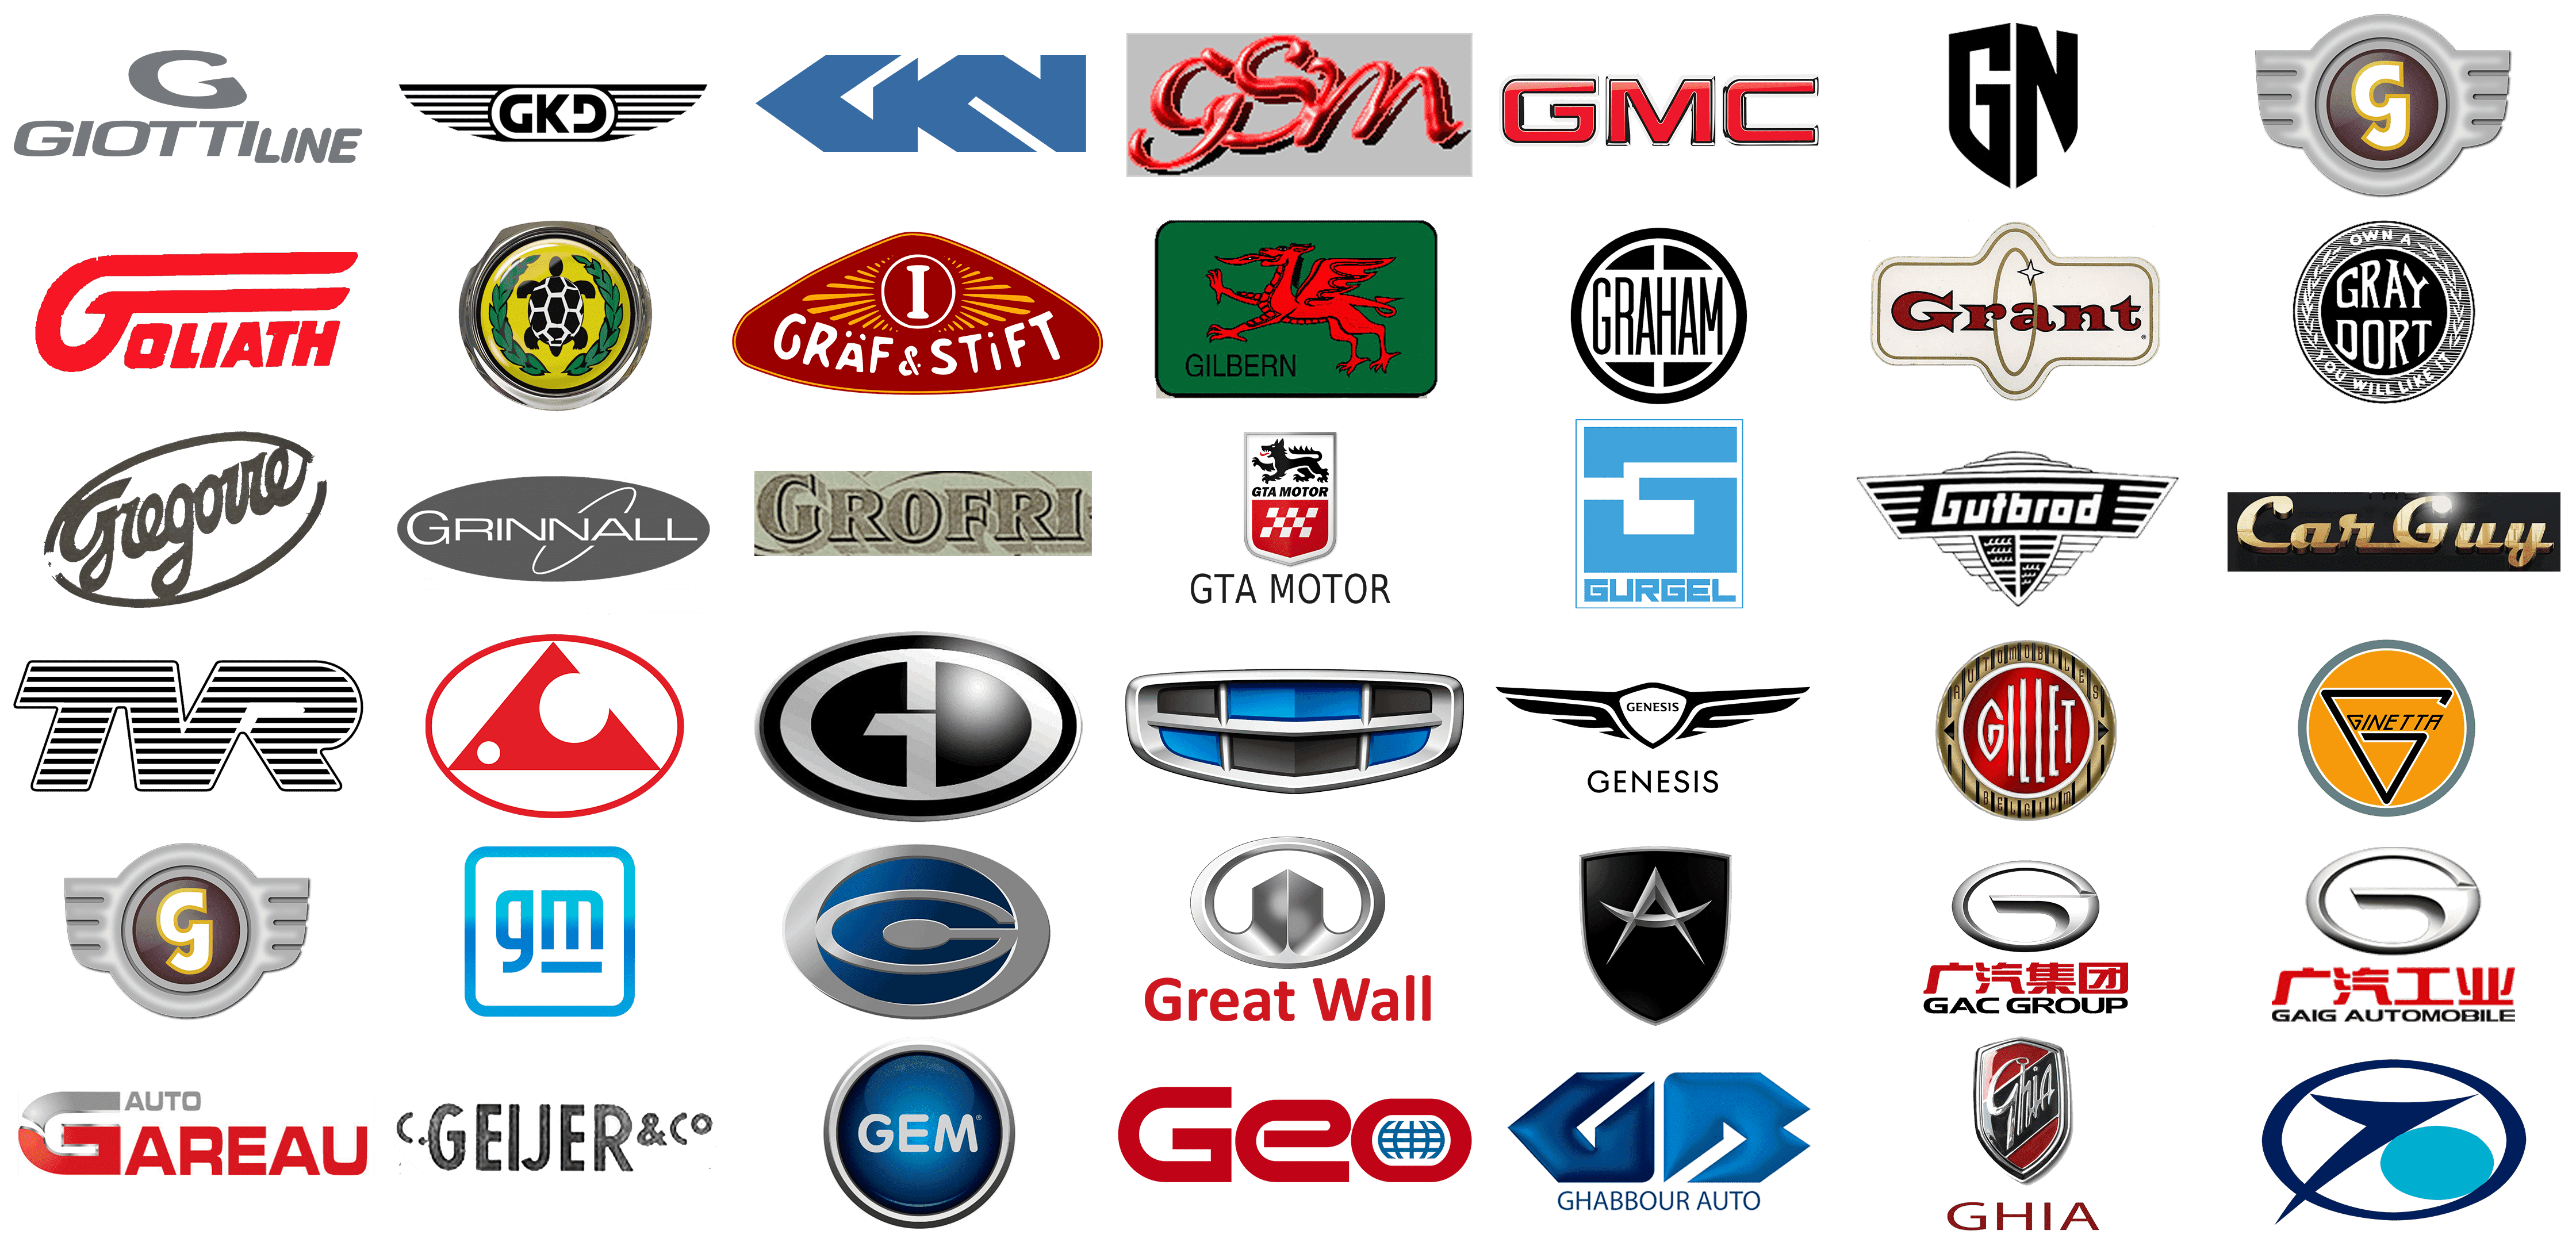 G
GIOTTILINE
GKD
GKN
GSM
GMC
GN
G
GOLIATH
I
GRÄF & STiFT
GILBERN
GRAHAM
Grant
OWN A
GRAY
DORT
YOU WILL LIKE IT
Gregoire
GRINNALL
GROFRI
GTA MOTOR
GTA MOTOR
G
GURGEL
Gutbrod
Car Guy
TVR
GD
GENESIS
GENESIS
AUTOMOBILES
GILLET
BELGIUM
G
GINETTA
G
gm
G
Great Wall
A
G
广汽集团
GAC GROUP
G
广汽工业
GAIG AUTOMOBILE
AUTO
GAREAU
C. GEIJER & Co
GEM
Geo
GB
GHABBOUR AUTO
Ghia
GHIA